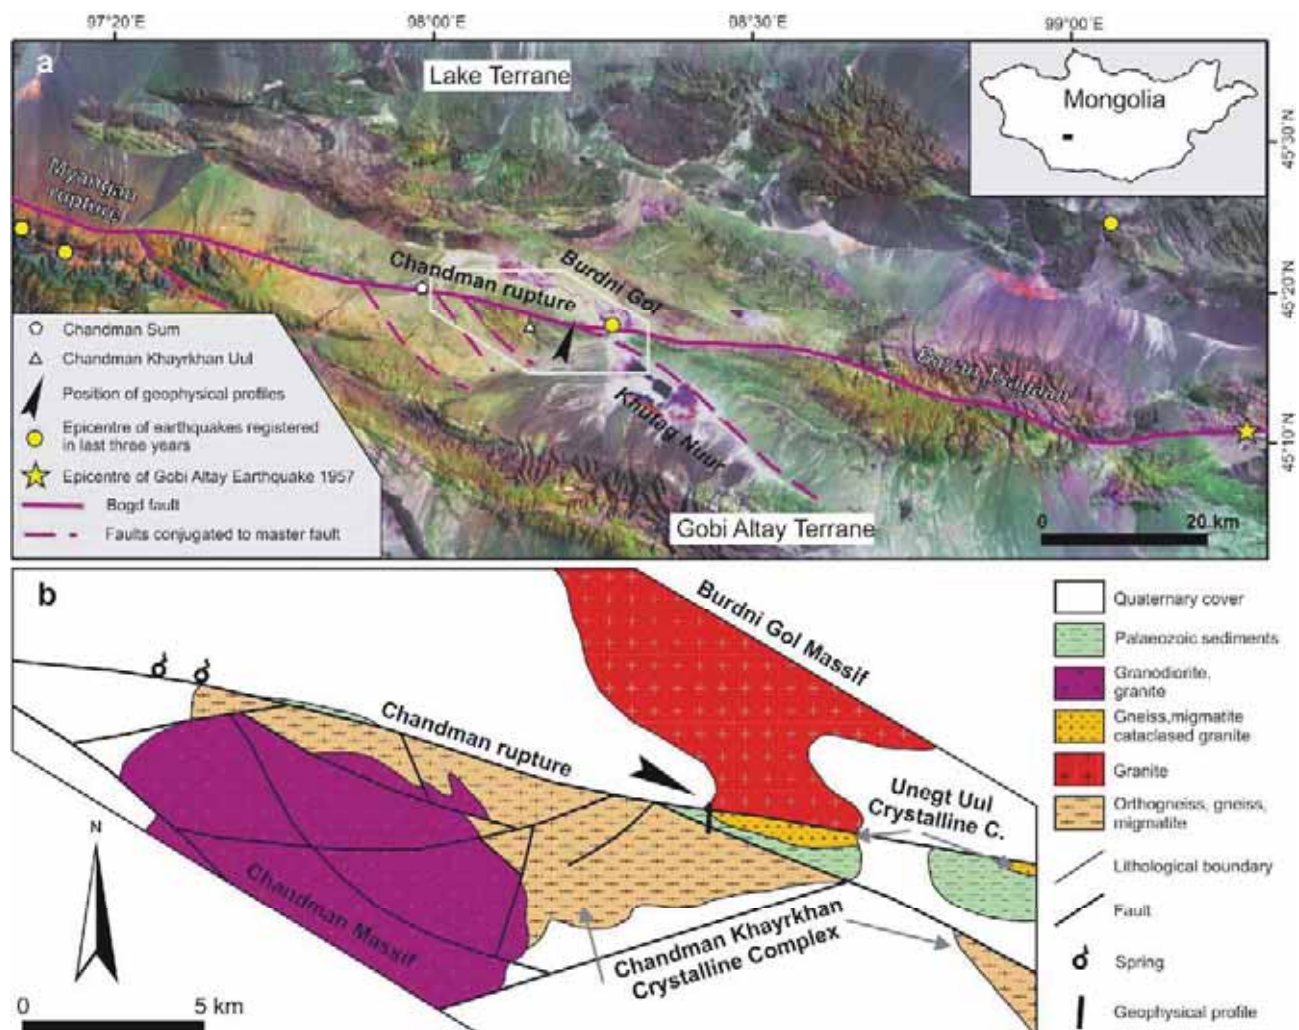 97°20'E
98°00'E
98°30'E
99°00'E
a
Lake Terrane
Mongolia
45°30'N
rupture
Burdni Gol
Chandman rupture
45°20'N
Chandman Sum
Chandman Khayrkhan Uul
Position of geophysical profiles
Epicentre of earthquakes registered
in last three years
Epicentre of Gobi Altay Earthquake 1957
Bogd fault
Faults conjugated to master fault
Khutag Nuur
45°10'N
Gobi Altay Terrane
0 20 km
b
Burdni Gol Massif
Chandman rupture
Unegt Uul
Crystalline C.
N
Chandman Massif
Chandman Khayrkhan
Crystalline Complex
0 5 km
Quaternary cover
Palaeozoic sediments
Granodiorite,
granite
Gneiss,migmatite
cataclased granite
Granite
Orthogneiss, gneiss,
migmatite
Lithological boundary
Fault
Spring
Geophysical profile